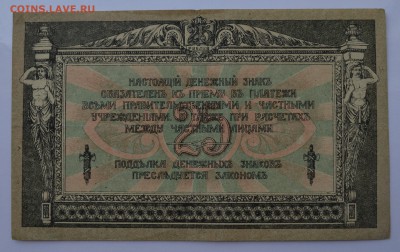 COINS.LAVE.RU
НАСТОЯЩІЙ ДЕНЕЖНЫЙ ЗНАКЪ
ОБЯЗАТЕЛЕНЪ КЪ ПРІЕМУ ВЪ ПЛАТЕЖИ
ВСѢМИ ПРАВИТЕЛЬСТВЕННЫМИ И ЧАСТНЫМИ
УЧРЕЖДЕНІЯМИ, А ТАКЖЕ ПРИ РАСЧЕТАХЪ
МЕЖДУ ЧАСТНЫМИ ЛИЦАМИ.
25
ПОДДѢЛКА ДЕНЕЖНЫХЪ ЗНАКОВЪ
ПРЕСЛѢДУЕТСЯ ЗАКОНОМЪ